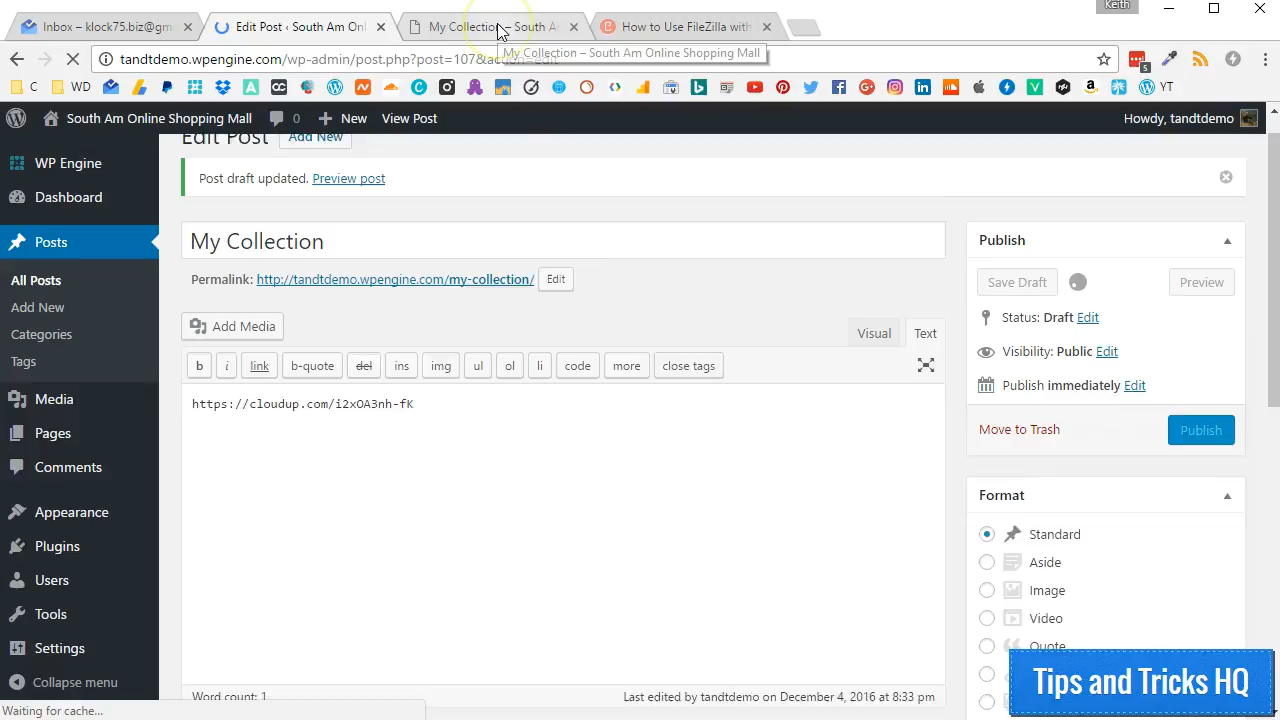 Keith
Inbox – klock75.biz@gm
Edit Post ‹ South Am Onl
My Collection – South A
How to Use FileZilla with
My Collection – South Am Online Shopping Mall
tandtdemo.wpengine.com/wp-admin/post.php?post=107&action=edit
5
C
WD
YT
South Am Online Shopping Mall
0
New
View Post
Howdy, tandtdemo
WP Engine
Dashboard
Posts
All Posts
Add New
Categories
Tags
Media
Pages
Comments
Appearance
Plugins
Users
Tools
Settings
Collapse menu
Edit Post
Add New
Post draft updated. Preview post
My Collection
Permalink: http://tandtdemo.wpengine.com/my-collection/ Edit
Add Media
Visual
Text
b
i
link
b-quote
del
ins
img
ul
ol
li
code
more
close tags
https://cloudup.com/i2xOA3nh-fK
Word count: 1
Last edited by tandtdemo on December 4, 2016 at 8:33 pm
Publish
Save Draft
Preview
Status: Draft Edit
Visibility: Public Edit
Publish immediately Edit
Move to Trash
Publish
Format
Standard
Aside
Image
Video
Quote
Tips and Tricks HQ
Waiting for cache...